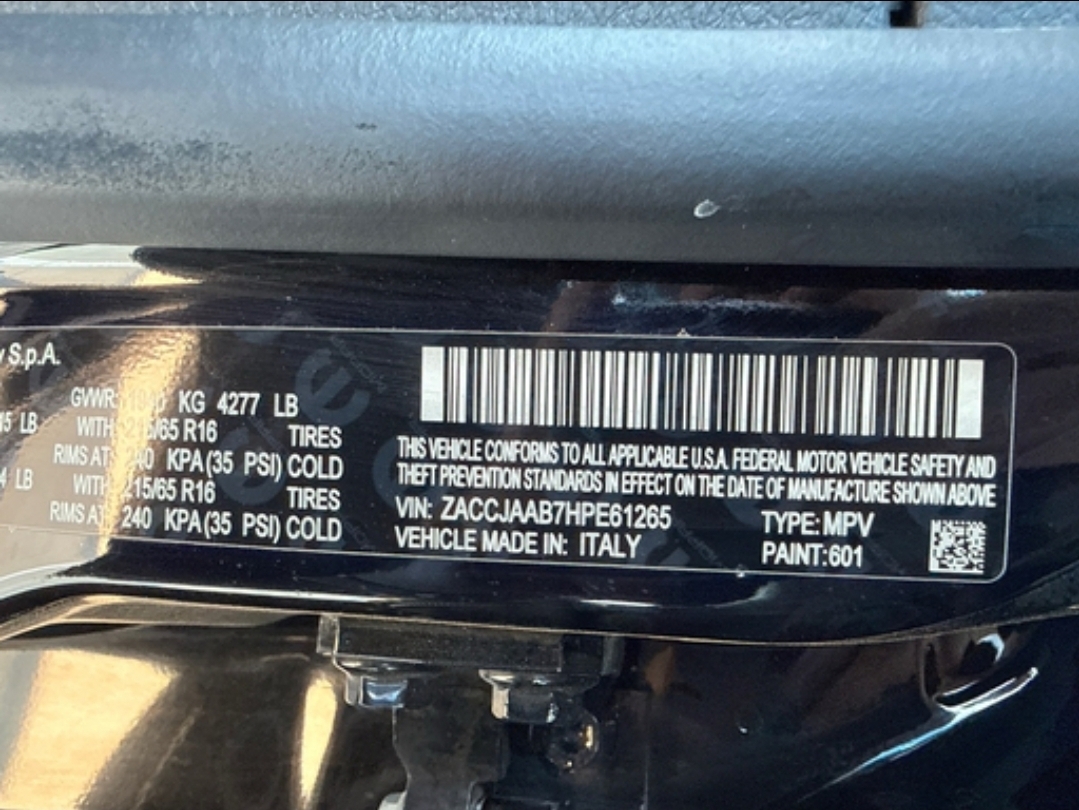 S.p.A.
GVWR KG 4277 LB
LB
WITH 215/65 R16 TIRES
RIMS AT KPA (35 PSI) COLD
LB
WITH 215/65 R16 TIRES
RIMS AT 240 KPA (35 PSI) COLD
THIS VEHICLE CONFORMS TO ALL APPLICABLE U.S.A. FEDERAL MOTOR VEHICLE SAFETY AND
THEFT PREVENTION STANDARDS IN EFFECT ON THE DATE OF MANUFACTURE SHOWN ABOVE
VIN: ZACCJAAB7HPE61265 TYPE: MPV
VEHICLE MADE IN: ITALY PAINT:601